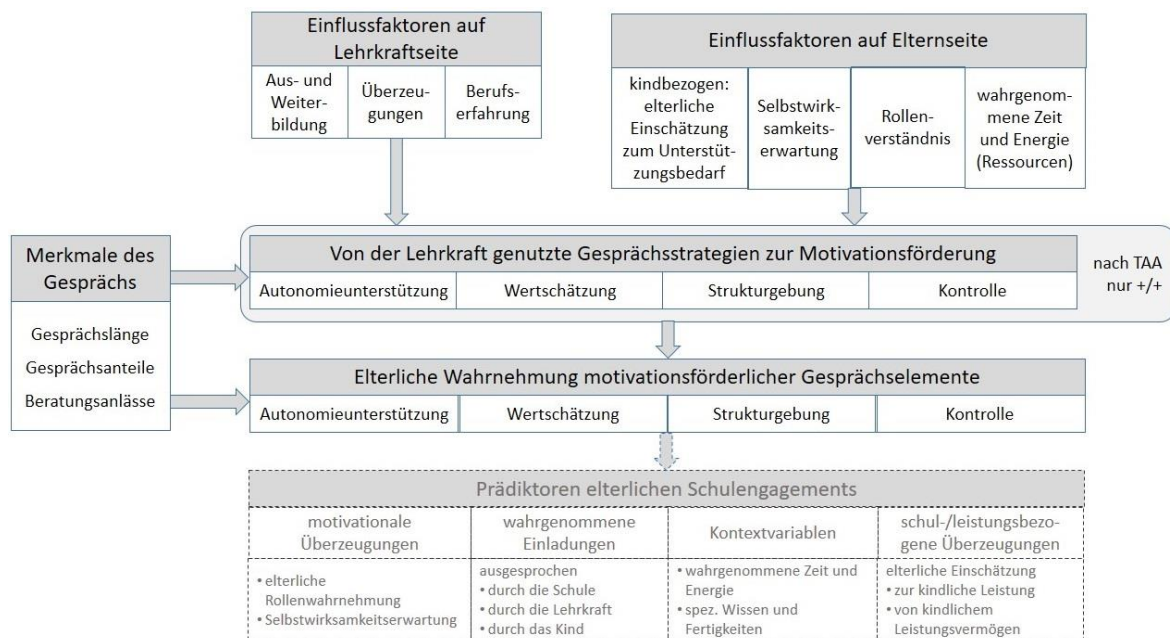 Einflussfaktoren auf
Lehrkraftseite
Aus- und
Weiter-
bildung
Überzeu-
gungen
Berufs-
erfahrung
Einflussfaktoren auf Elternseite
kindbezogen:
elterliche
Einschätzung
zum Unterstüt-
zungsbedarf
Selbstwirk-
samkeits-
erwartung
Rollen-
verständnis
wahrgenom-
mene Zeit
und Energie
(Ressourcen)
Merkmale des
Gesprächs
Gesprächslänge
Gesprächsanteile
Beratungsanlässe
Von der Lehrkraft genutzte Gesprächsstrategien zur Motivationsförderung
Autonomieunterstützung
Wertschätzung
Strukturgebung
Kontrolle
nach TAA
nur +/+
Elterliche Wahrnehmung motivationsförderlicher Gesprächselemente
Autonomieunterstützung
Wertschätzung
Strukturgebung
Kontrolle
Prädiktoren elterlichen Schulengagements
motivationale
Überzeugungen
• elterliche
Rollenwahrnehmung
• Selbstwirksamkeitserwartung
wahrgenommene
Einladungen
ausgesprochen
• durch die Schule
• durch die Lehrkraft
• durch das Kind
Kontextvariablen
• wahrgenommene Zeit und
Energie
• spez. Wissen und
Fertigkeiten
schul-/leistungsbezo-
gene Überzeugungen
elterliche Einschätzung
• zur kindliche Leistung
• von kindlichem
Leistungsvermögen